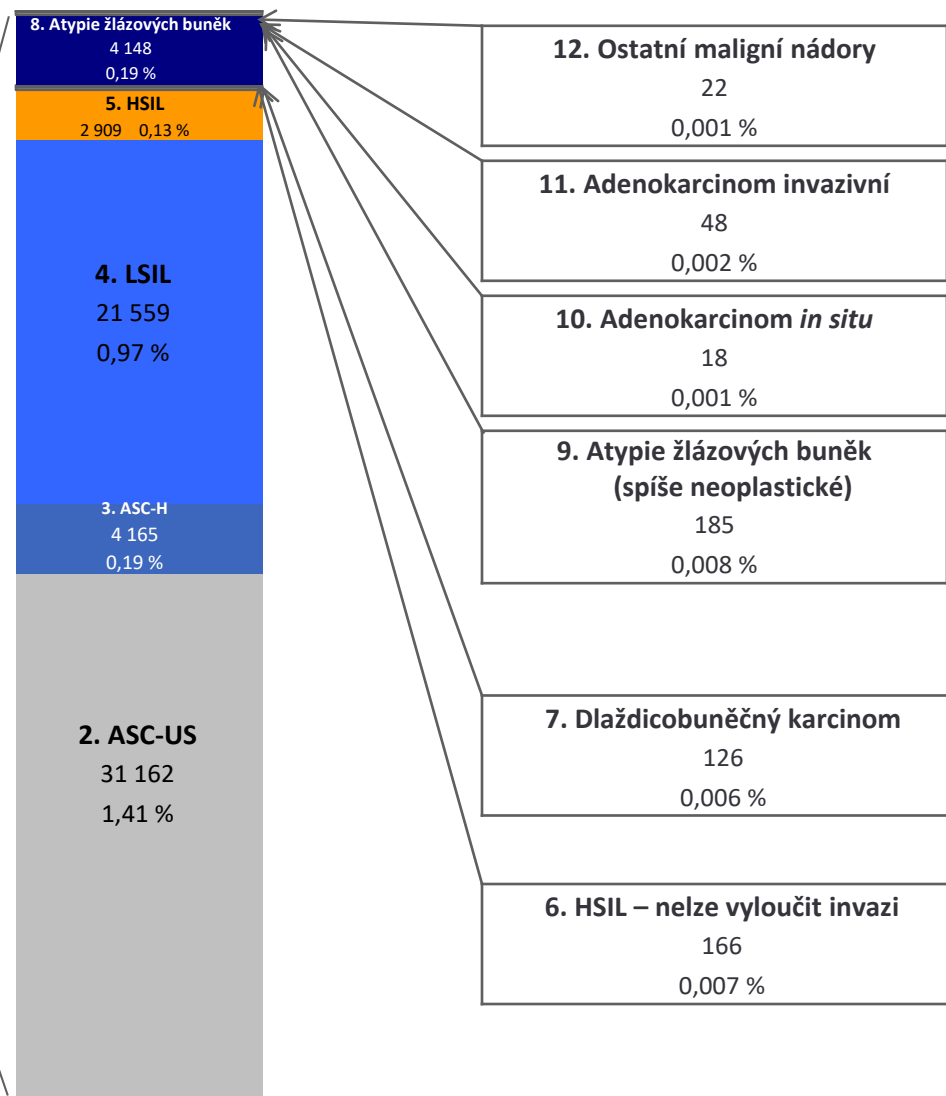 8. Atypie žlázových buněk
4 148
0,19 %
5. HSIL
2 909 0,13 %
4. LSIL
21 559
0,97 %
3. ASC-H
4 165
0,19 %
2. ASC-US
31 162
1,41 %
12. Ostatní maligní nádory
22
0,001 %
11. Adenokarcinom invazivní
48
0,002 %
10. Adenokarcinom in situ
18
0,001 %
9. Atypie žlázových buněk
(spíše neoplastické)
185
0,008 %
7. Dlaždicobuněčný karcinom
126
0,006 %
6. HSIL – nelze vyloučit invazi
166
0,007 %